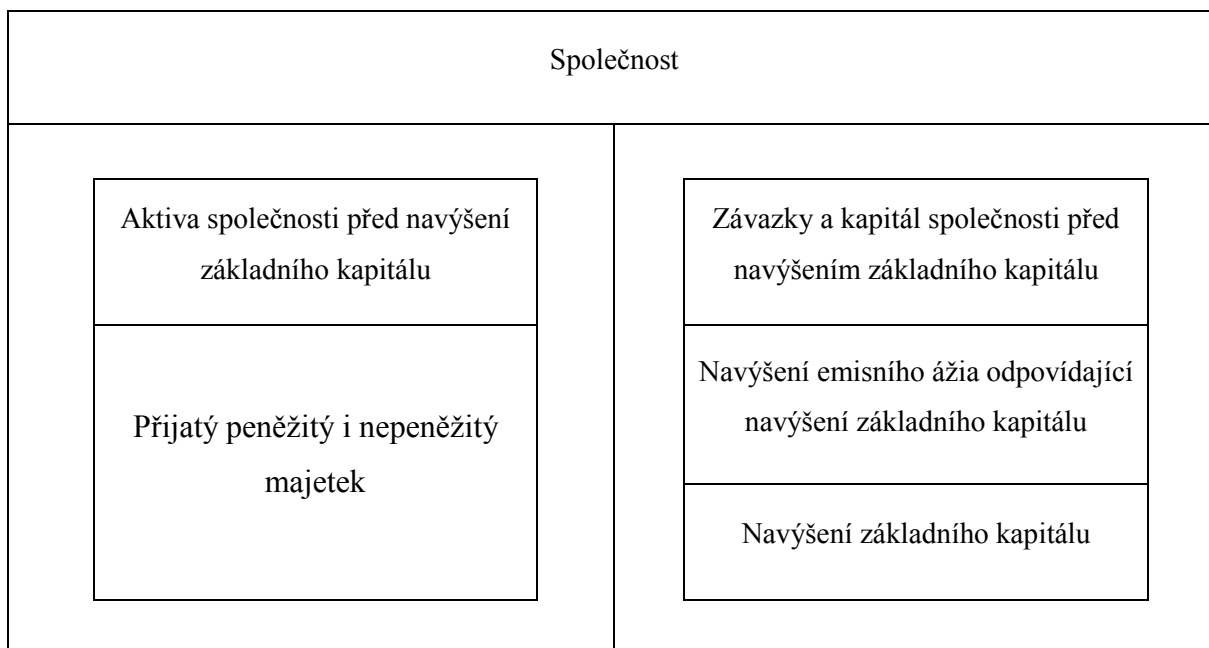 Společnost
Aktiva společnosti před navýšení
základního kapitálu
Přijatý peněžitý i nepeněžitý
majetek
Závazky a kapitál společnosti před
navýšením základního kapitálu
Navýšení emisního ážia odpovídající
navýšení základního kapitálu
Navýšení základního kapitálu